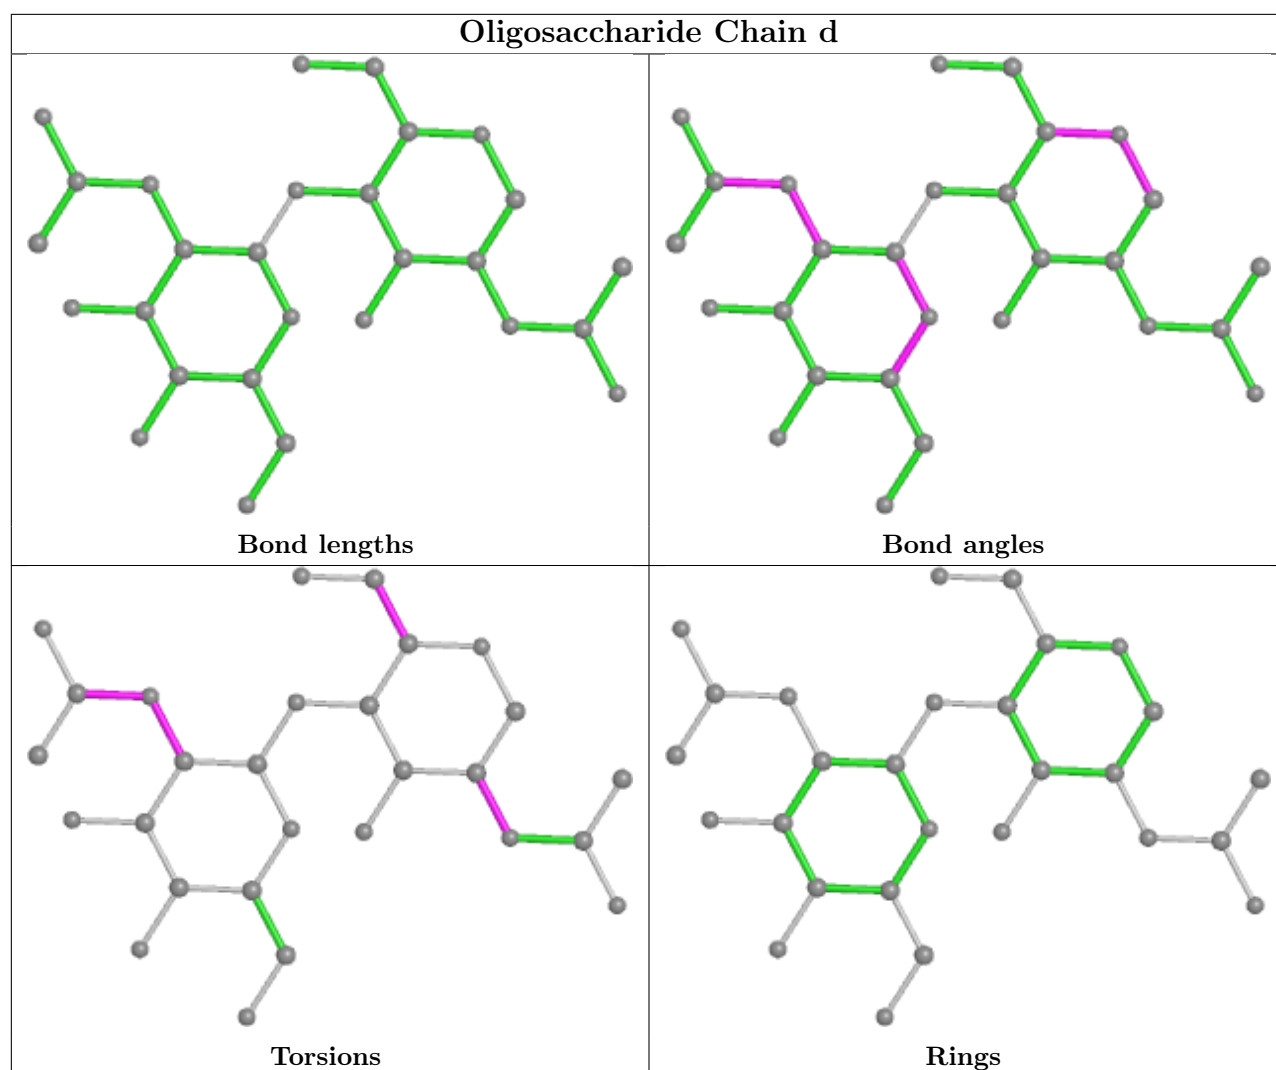 Oligosaccharide Chain d
Bond lengths
Bond angles
Torsions
Rings